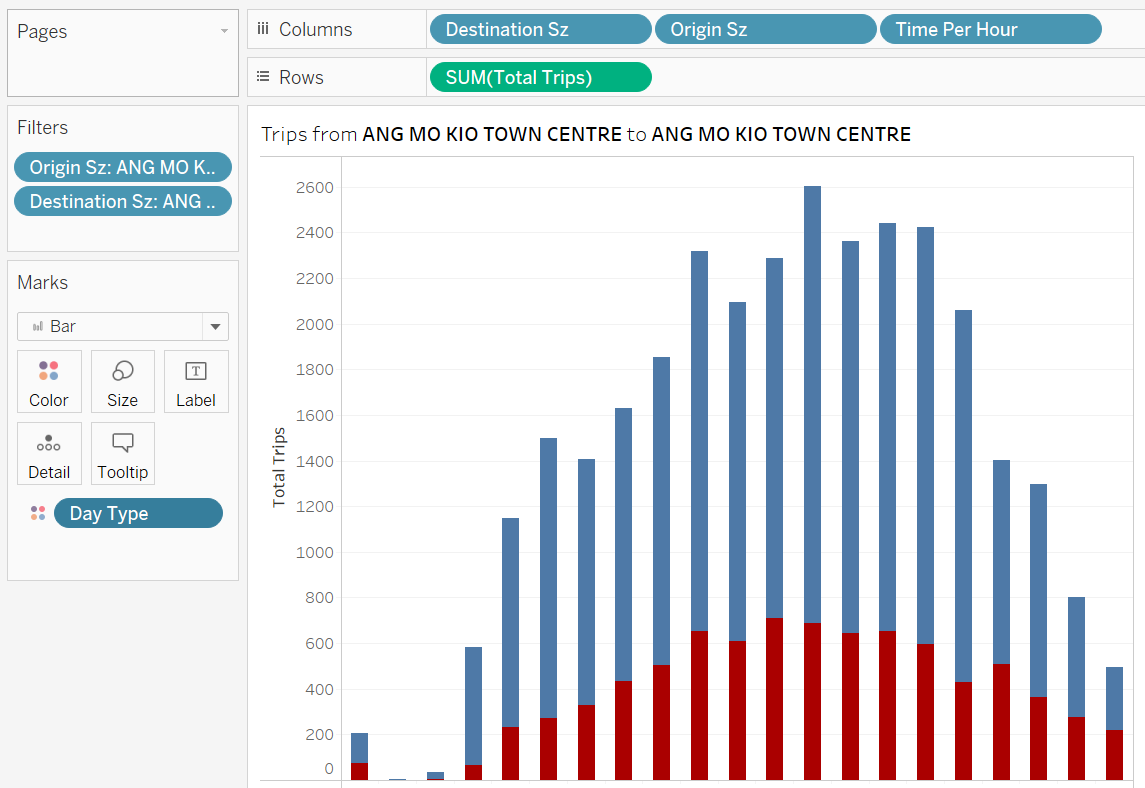 Pages
Columns
Destination Sz
Origin Sz
Time Per Hour
Rows
SUM(Total Trips)
Filters
Origin Sz: ANG MO K..
Destination Sz: ANG ..
Marks
Bar
Color
Size
T
Label
Detail
Tooltip
Day Type
Trips from ANG MO KIO TOWN CENTRE to ANG MO KIO TOWN CENTRE
Total Trips
2600
2400
2200
2000
1800
1600
1400
1200
1000
800
600
400
200
0